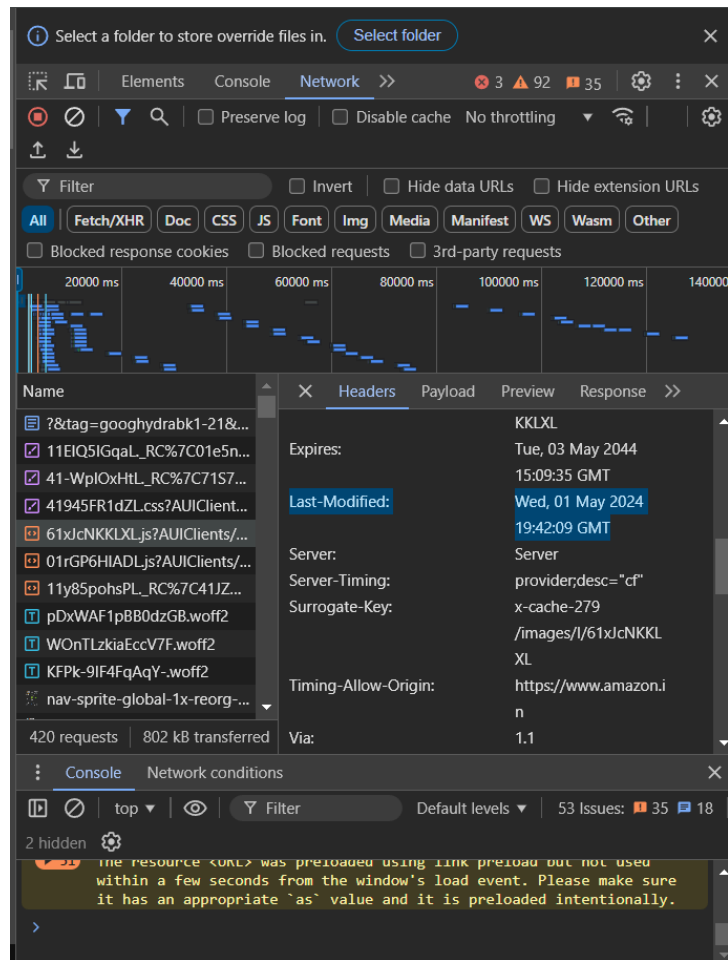 Select a folder to store override files in. Select folder
Elements Console Network 3 92 35
Preserve log Disable cache No throttling
Filter Invert Hide data URLs Hide extension URLs
All Fetch/XHR Doc CSS JS Font Img Media Manifest WS Wasm Other
Blocked response cookies Blocked requests 3rd-party requests
20000 ms 40000 ms 60000 ms 80000 ms 100000 ms 120000 ms 140000
Name
?&tag=googhydrabk1-21&...
11EIQ5IGqaL._RC%7C01e5n...
41-WpIOxHtL._RC%7C71S7...
41945FR1dZL.css?AUIClient...
61xJcNKKLXL.js?AUIClients/...
01rGP6HIADL.js?AUIClients/...
11y85pohsPL._RC%7C41JZ...
pDxWAF1pBB0dzGB.woff2
WOnTLzkiaEccV7F.woff2
KFPk-9IF4FqAqY-.woff2
nav-sprite-global-1x-reorg-...
420 requests 802 kB transferred
Headers Payload Preview Response
KKLXL
Expires: Tue, 03 May 2044
15:09:35 GMT
Last-Modified: Wed, 01 May 2024
19:42:09 GMT
Server: Server
Server-Timing: provider;desc="cf"
Surrogate-Key: x-cache-279
/images/I/61xJcNKKL
XL
Timing-Allow-Origin: https://www.amazon.i
n
Via: 1.1
Console Network conditions
top Filter Default levels 53 Issues: 35 18
2 hidden
The resource <URL> was preloaded using link preload but not used
within a few seconds from the window's load event. Please make sure
it has an appropriate `as` value and it is preloaded intentionally.